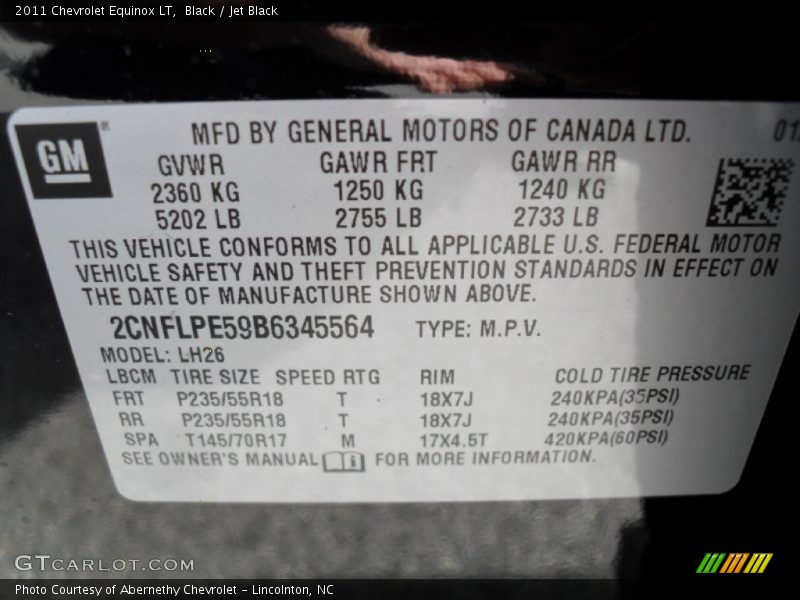 2011 Chevrolet Equinox LT, Black / Jet Black
GM®
MFD BY GENERAL MOTORS OF CANADA LTD.
GVWR GAWR FRT GAWR RR
2360 KG 1250 KG 1240 KG
5202 LB 2755 LB 2733 LB
THIS VEHICLE CONFORMS TO ALL APPLICABLE U.S. FEDERAL MOTOR
VEHICLE SAFETY AND THEFT PREVENTION STANDARDS IN EFFECT ON
THE DATE OF MANUFACTURE SHOWN ABOVE.
2CNFLPE59B6345564 TYPE: M.P.V.
MODEL: LH26
LBCM TIRE SIZE SPEED RTG RIM COLD TIRE PRESSURE
FRT P235/55R18 T 18X7J 240KPA(35PSI)
RR P235/55R18 T 18X7J 240KPA(35PSI)
SPA T145/70R17 M 17X4.5T 420KPA(60PSI)
SEE OWNER'S MANUAL FOR MORE INFORMATION.
GTCARLOT.COM
Photo Courtesy of Abernethy Chevrolet - Lincolnton, NC